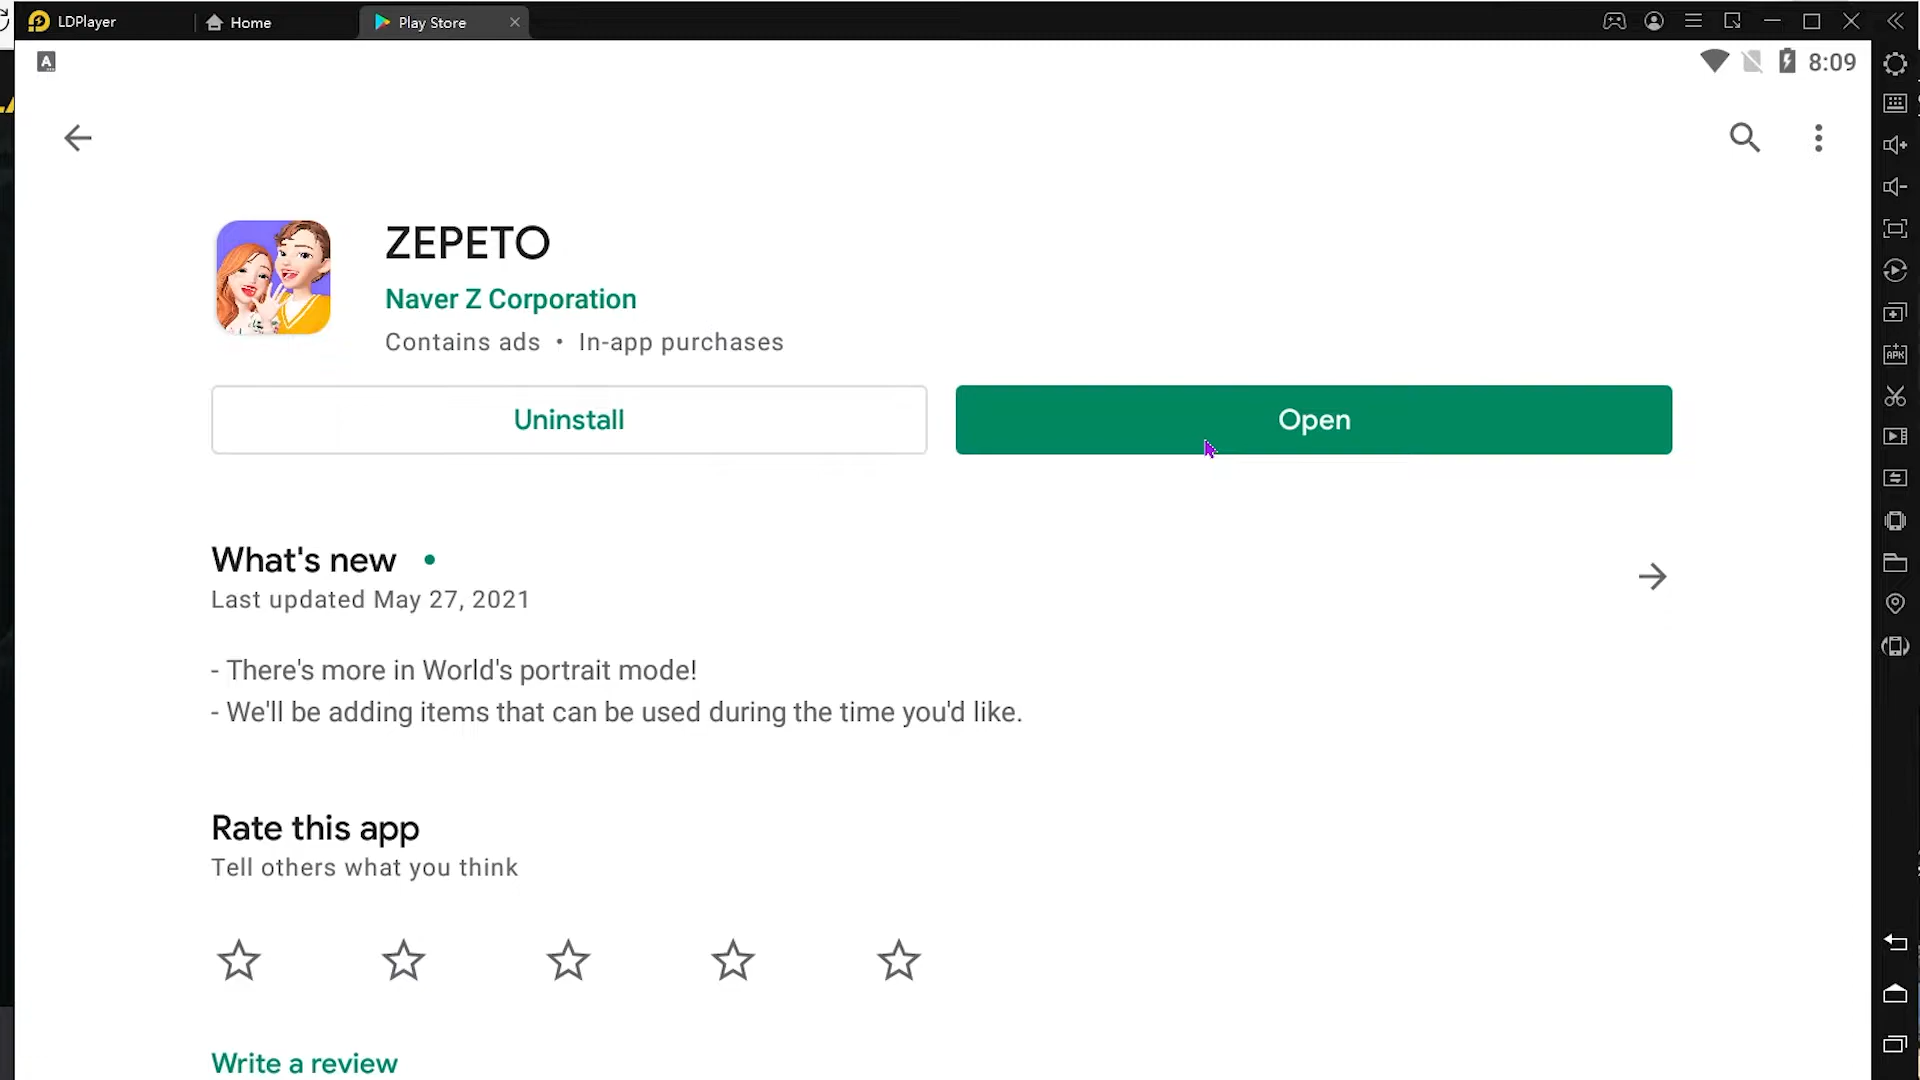 LDPlayer
Home
Play Store
A
8:09
ZEPETO
Naver Z Corporation
Contains ads • In-app purchases
Uninstall
Open
APK
What's new
Last updated May 27, 2021
- There's more in World's portrait mode!
- We'll be adding items that can be used during the time you'd like.
Rate this app
Tell others what you think
Write a review